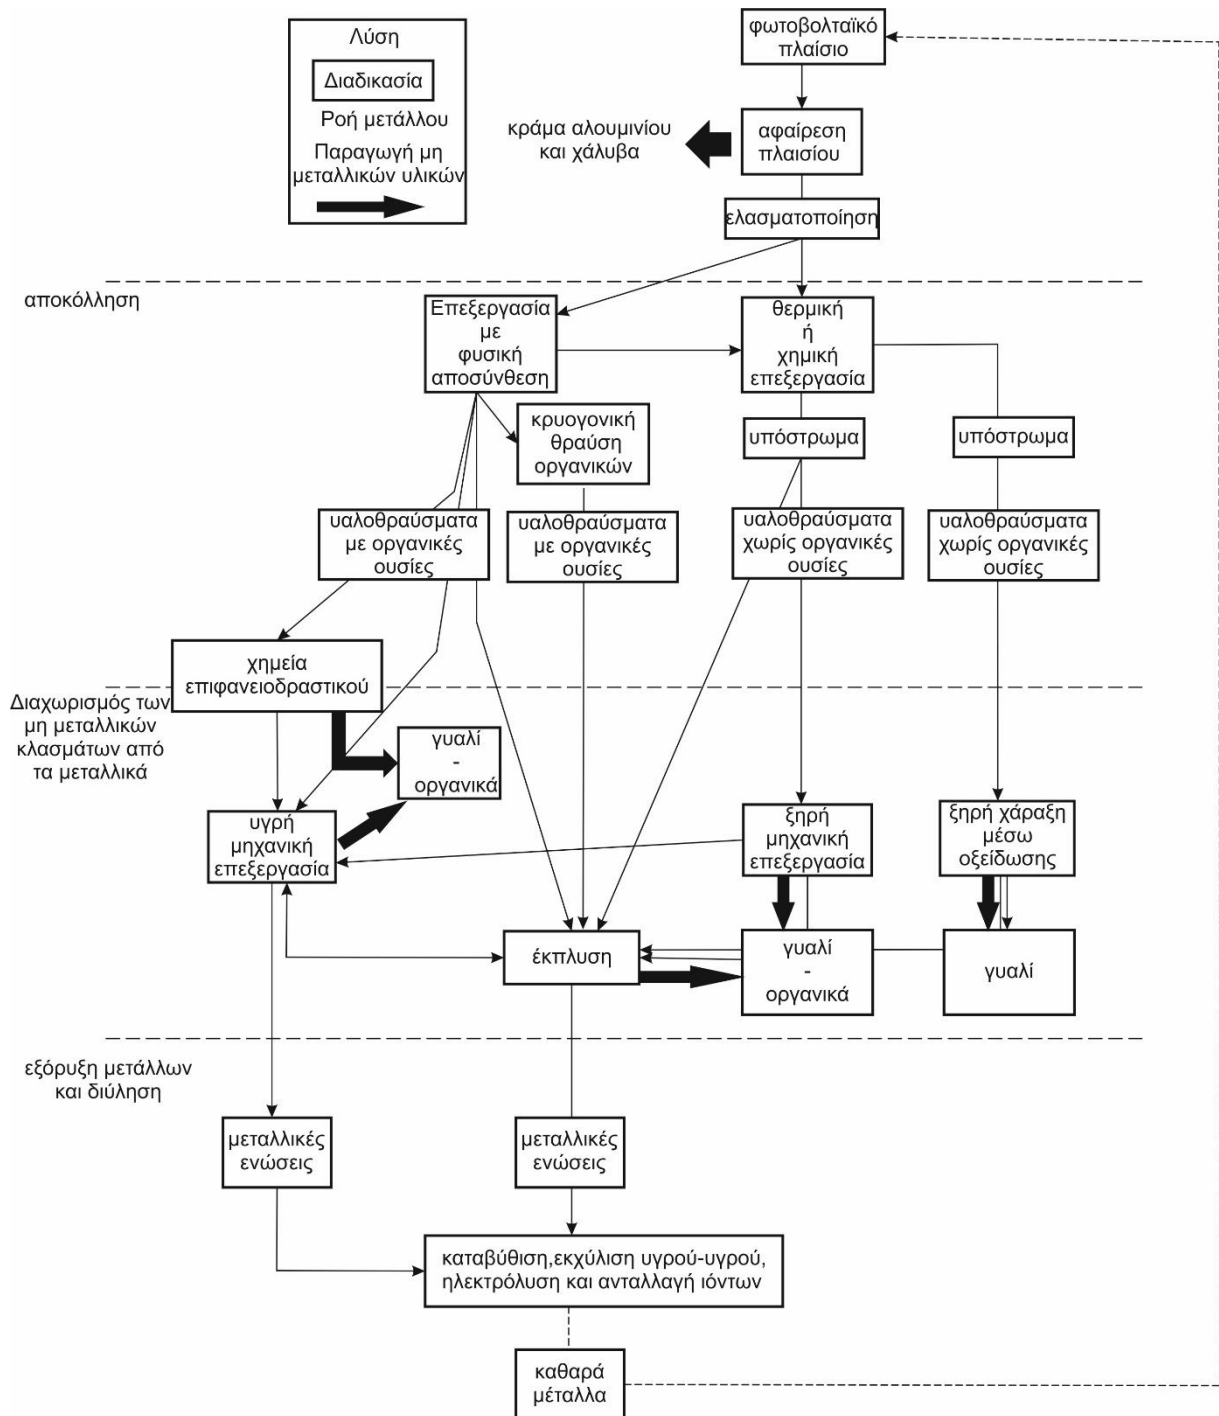 Λύση
Διαδικασία
Ροή μετάλλου
Παραγωγή μη
μεταλλικών υλικών
φωτοβολταϊκό
πλαίσιο
κράμα αλουμινίου
και χάλυβα
αφαίρεση
πλαισίου
ελασματοποίηση
αποκόλληση
Επεξεργασία
με
φυσική
αποσύνθεση
θερμική
ή
χημική
επεξεργασία
κρυογονική
θραύση
οργανικών
υπόστρωμα
υπόστρωμα
υαλοθραύσματα
με οργανικές
ουσίες
υαλοθραύσματα
με οργανικές
ουσίες
υαλοθραύσματα
χωρίς οργανικές
ουσίες
υαλοθραύσματα
χωρίς οργανικές
ουσίες
χημεία
επιφανειοδραστικού
Διαχωρισμός των
μη μεταλλικών
κλασμάτων από
τα μεταλλικά
γυαλί
-
οργανικά
υγρή
μηχανική
επεξεργασία
ξηρή
μηχανική
επεξεργασία
ξηρή χάραξη
μέσω
οξείδωσης
έκπλυση
γυαλί
-
οργανικά
γυαλί
εξόρυξη μετάλλων
και διύληση
μεταλλικές
ενώσεις
μεταλλικές
ενώσεις
καταβύθιση,εκχύλιση υγρού-υγρού,
ηλεκτρόλυση και ανταλλαγή ιόντων
καθαρά
μέταλλα